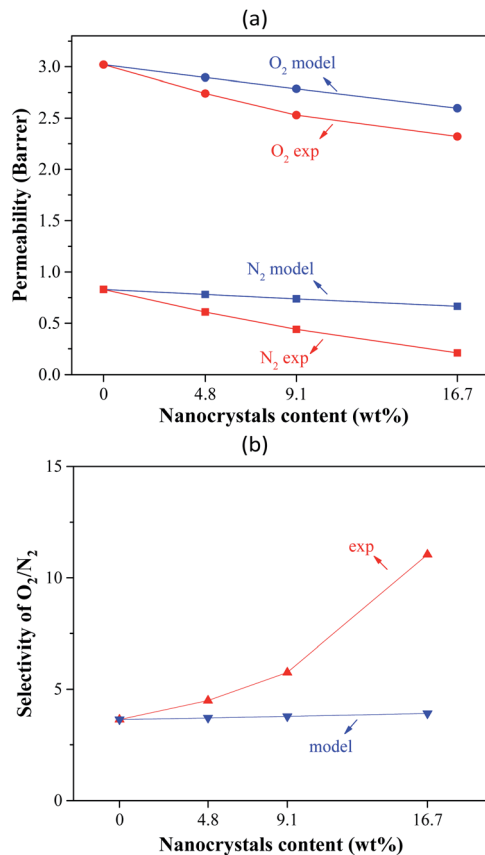 (a)
3.0
2.5
2.0
1.5
1.0
0.5
0.0
Permeability (Barrer)
O₂ model
O₂ exp
N₂ model
N₂ exp
0 4.8 9.1 16.7
Nanocrystals content (wt%)
(b)
15
10
5
0
Selectivity of O₂/N₂
exp
model
0 4.8 9.1 16.7
Nanocrystals content (wt%)